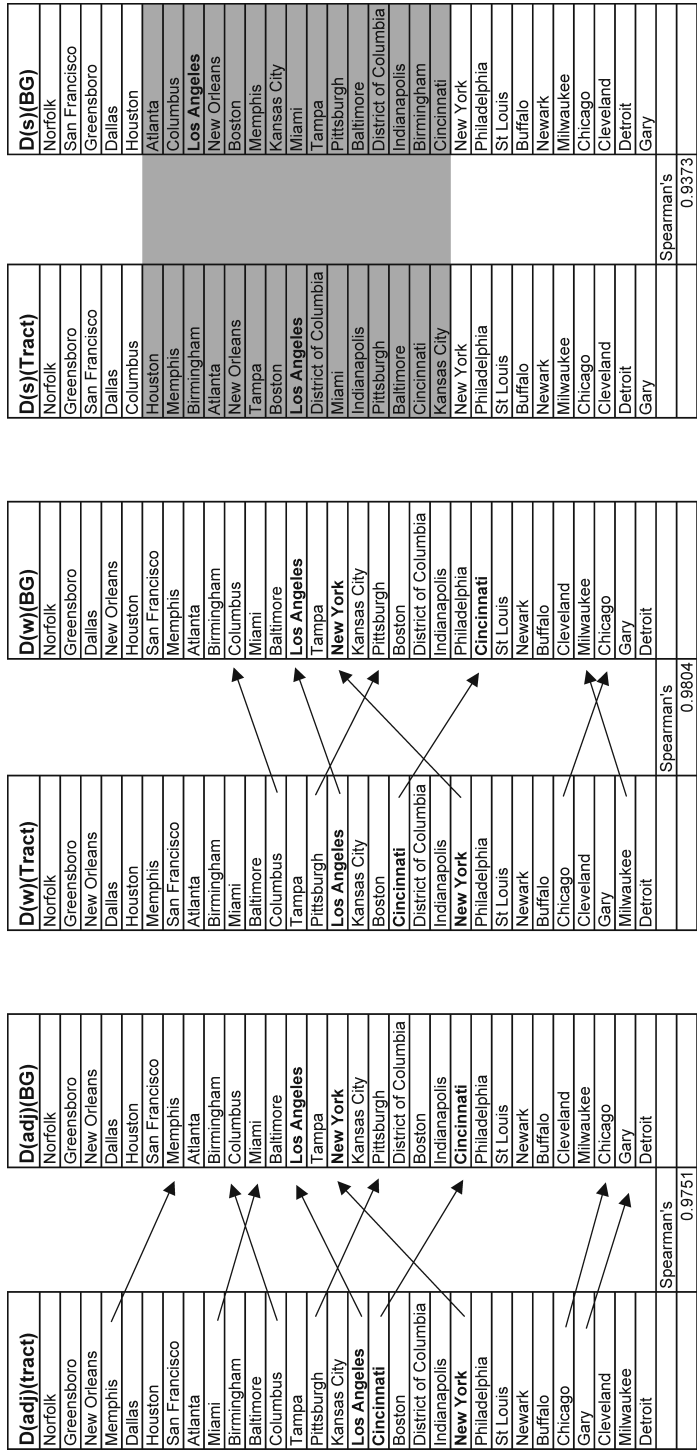 D(adj)(tract)
Norfolk
Greensboro
New Orleans
Memphis
Dallas
Houston
San Francisco
Atlanta
Miami
Birmingham
Baltimore
Columbus
Tampa
Pittsburgh
Kansas City
Los Angeles
Cincinnati
Boston
District of Columbia
Indianapolis
New York
Philadelphia
St Louis
Newark
Buffalo
Chicago
Gary
Cleveland
Milwaukee
Detroit
Spearman's
0.9751
D(adj)(BG)
Norfolk
Greensboro
New Orleans
Dallas
Houston
San Francisco
Memphis
Atlanta
Birmingham
Columbus
Miami
Baltimore
Los Angeles
Tampa
New York
Kansas City
Pittsburgh
District of Columbia
Boston
Indianapolis
Cincinnati
Philadelphia
St Louis
Newark
Buffalo
Cleveland
Milwaukee
Chicago
Gary
Detroit
D(w)(Tract)
Norfolk
Greensboro
New Orleans
Dallas
Houston
Memphis
San Francisco
Atlanta
Birmingham
Miami
Baltimore
Columbus
Tampa
Pittsburgh
Los Angeles
Kansas City
Boston
Cincinnati
District of Columbia
Indianapolis
New York
Philadelphia
St Louis
Newark
Buffalo
Chicago
Cleveland
Gary
Milwaukee
Detroit
Spearman's
0.9804
D(w)(BG)
Norfolk
Greensboro
Dallas
New Orleans
Houston
San Francisco
Memphis
Atlanta
Birmingham
Columbus
Miami
Baltimore
Los Angeles
Tampa
New York
Kansas City
Pittsburgh
Boston
District of Columbia
Indianapolis
Philadelphia
Cincinnati
St Louis
Newark
Buffalo
Cleveland
Milwaukee
Chicago
Gary
Detroit
D(s)(Tract)
Norfolk
Greensboro
San Francisco
Dallas
Columbus
Houston
Memphis
Birmingham
Atlanta
New Orleans
Tampa
Boston
Los Angeles
District of Columbia
Miami
Indianapolis
Pittsburgh
Baltimore
Cincinnati
Kansas City
New York
Philadelphia
St Louis
Buffalo
Newark
Milwaukee
Chicago
Cleveland
Detroit
Gary
Spearman's
0.9373
D(s)(BG)
Norfolk
San Francisco
Greensboro
Dallas
Houston
Atlanta
Columbus
Los Angeles
New Orleans
Boston
Memphis
Kansas City
Miami
Tampa
Pittsburgh
Baltimore
District of Columbia
Indianapolis
Birmingham
Cincinnati
New York
Philadelphia
St Louis
Buffalo
Newark
Milwaukee
Chicago
Cleveland
Detroit
Gary